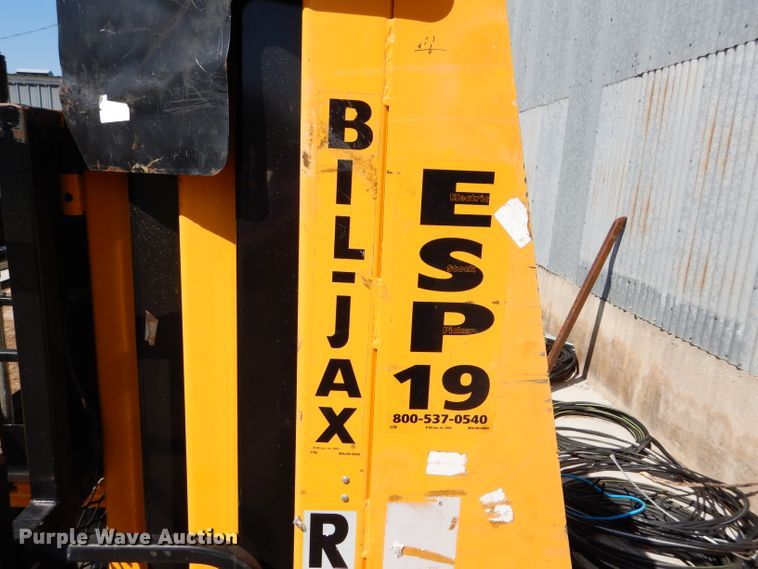 BIL-JAX
R
E
Electric
S
Stock
P
Picker
19
800-537-0540
Purple Wave Auction